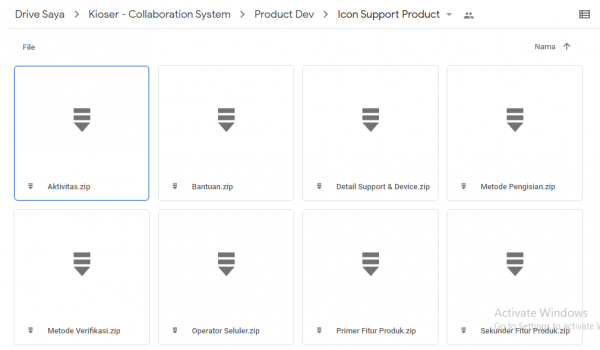 Drive Saya > Kioser - Collaboration System > Product Dev > Icon Support Product
File
Nama
Aktivitas.zip
Bantuan.zip
Detail Support & Device.zip
Metode Pengisian.zip
Metode Verifikasi.zip
Operator Seluler.zip
Primer Fitur Produk.zip
Sekunder Fitur Produk.zip
Activate Windows
Go to Settings to activate W